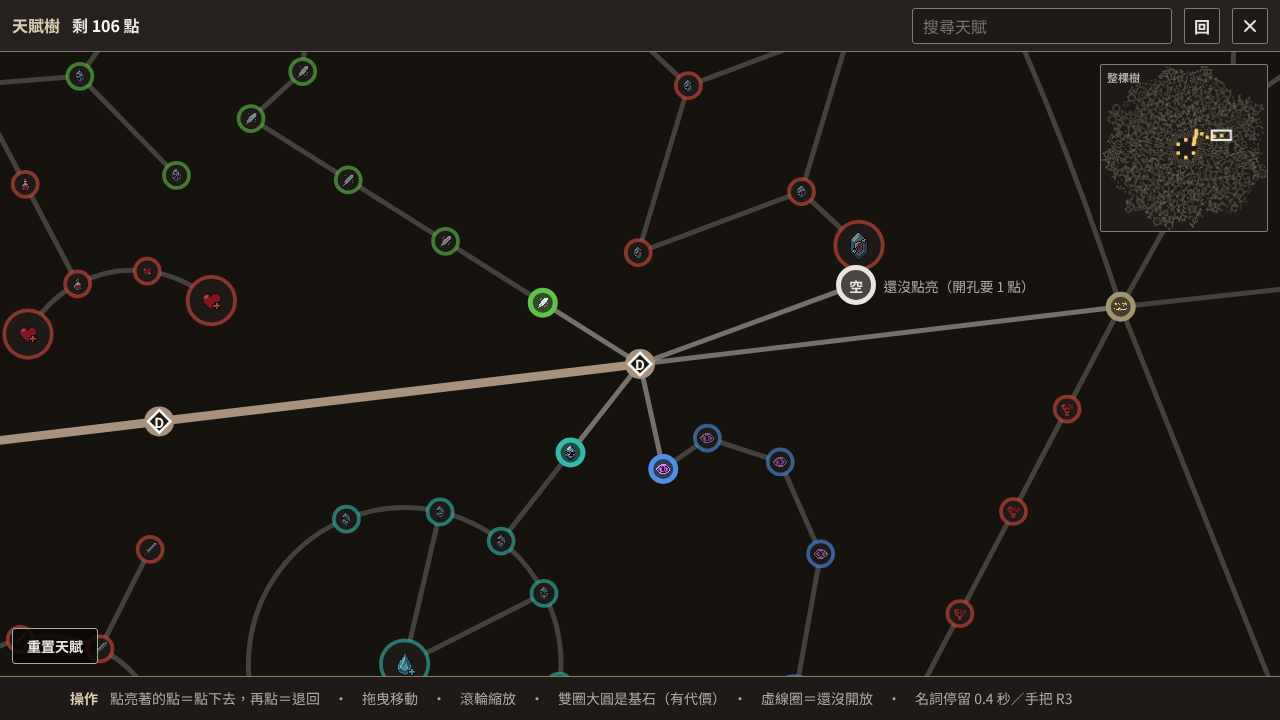 天賦樹 剩 106 點
搜尋天賦
回 ✕
整棵樹
空 還沒點亮（開孔要 1 點）
D
D
重置天賦
操作 點亮著的點＝點下去，再點＝退回 • 拖曳移動 • 滾輪縮放 • 雙圈大圓是基石（有代價） • 虛線圈＝還沒開放 • 名詞停留 0.4 秒／手把 R3